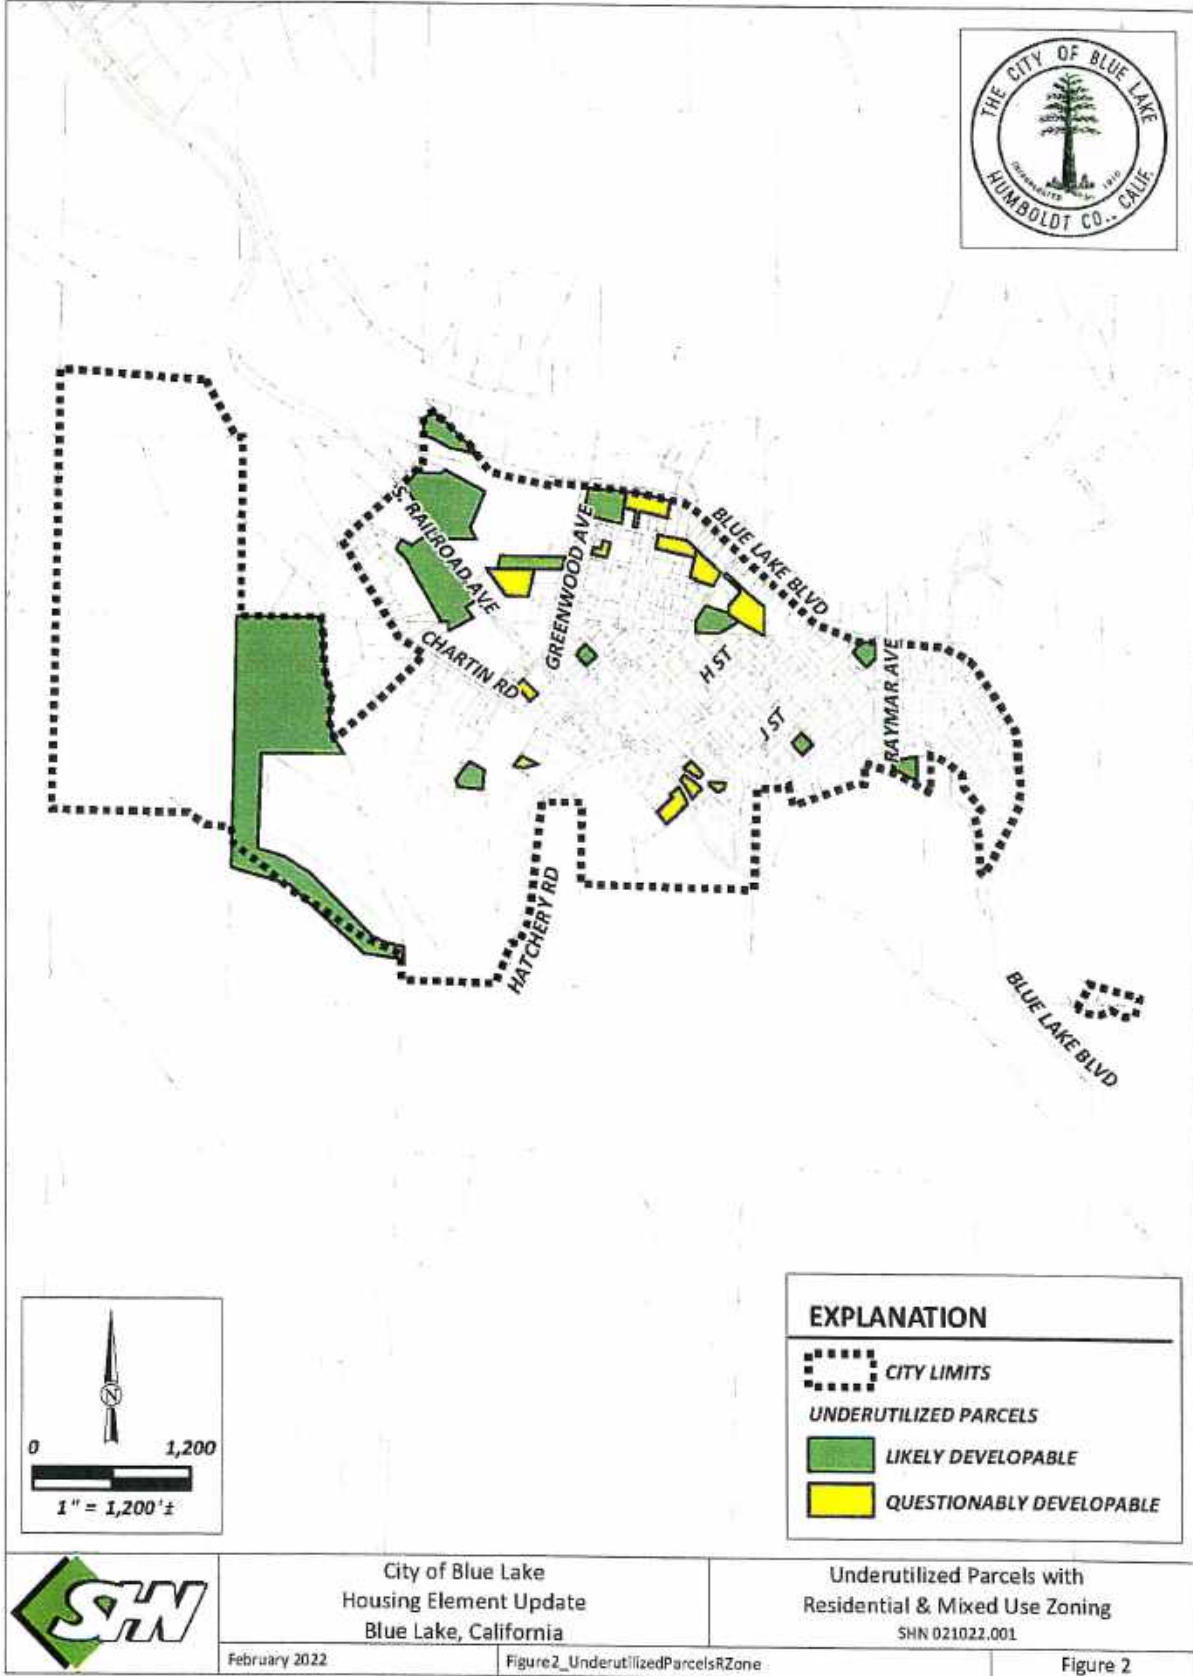 THE CITY OF BLUE LAKE
INCORPORATED 1910
HUMBOLDT CO., CALIF.
S. RAILROAD AVE
GREENWOOD AVE
BLUE LAKE BLVD
CHARTIN RD
H ST
J ST
RAYMAR AVE
HATCHERY RD
BLUE LAKE BLVD
EXPLANATION
CITY LIMITS
UNDERUTILIZED PARCELS
LIKELY DEVELOPABLE
QUESTIONABLY DEVELOPABLE
N
0 1,200
1" = 1,200'±
SHN
City of Blue Lake
Housing Element Update
Blue Lake, California
Underutilized Parcels with
Residential & Mixed Use Zoning
SHN 021022.001
February 2022
Figure2_UnderutilizedParcelsRZone
Figure 2